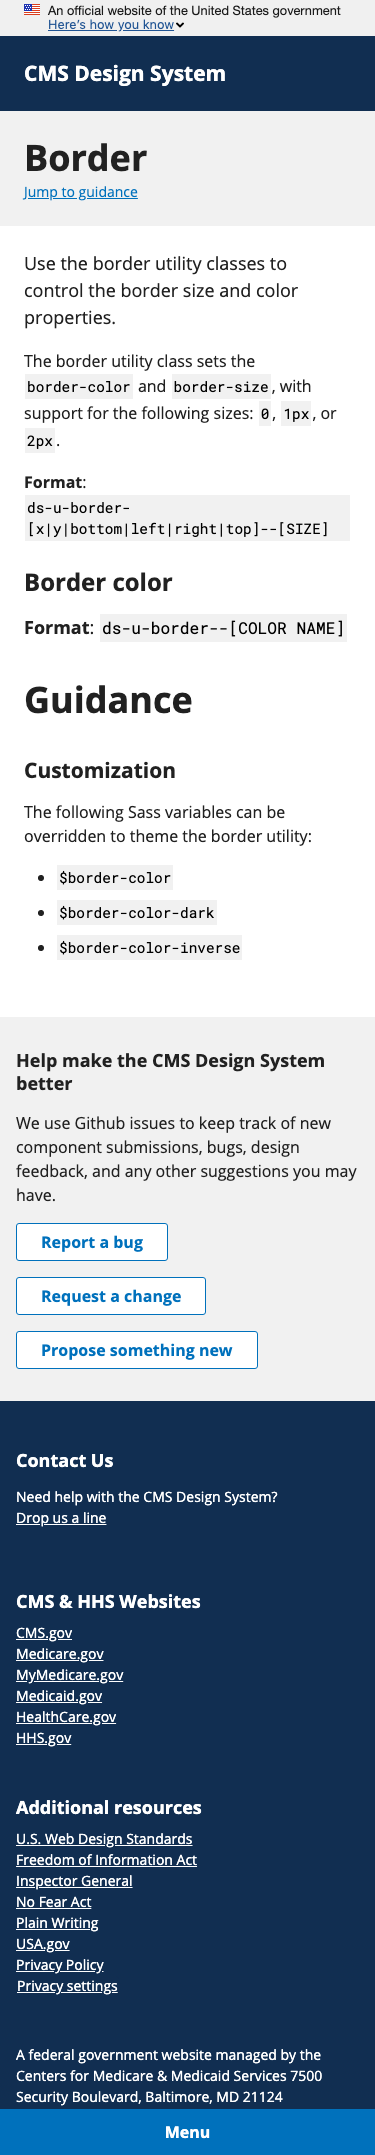 An official website of the United States government
Here's how you know
CMS Design System
Border
Jump to guidance
Use the border utility classes to
control the border size and color
properties.
The border utility class sets the
border-color and border-size, with
support for the following sizes: 0, 1px, or
2px.
Format:
ds-u-border-
[x|y|bottom|left|right|top]--[SIZE]
Border color
Format: ds-u-border--[COLOR NAME]
Guidance
Customization
The following Sass variables can be
overridden to theme the border utility:
• $border-color
• $border-color-dark
• $border-color-inverse
Help make the CMS Design System
better
We use Github issues to keep track of new
component submissions, bugs, design
feedback, and any other suggestions you may
have.
Report a bug
Request a change
Propose something new
Contact Us
Need help with the CMS Design System?
Drop us a line
CMS & HHS Websites
CMS.gov
Medicare.gov
MyMedicare.gov
Medicaid.gov
HealthCare.gov
HHS.gov
Additional resources
U.S. Web Design Standards
Freedom of Information Act
Inspector General
No Fear Act
Plain Writing
USA.gov
Privacy Policy
Privacy settings
A federal government website managed by the
Centers for Medicare & Medicaid Services 7500
Security Boulevard, Baltimore, MD 21124
Menu